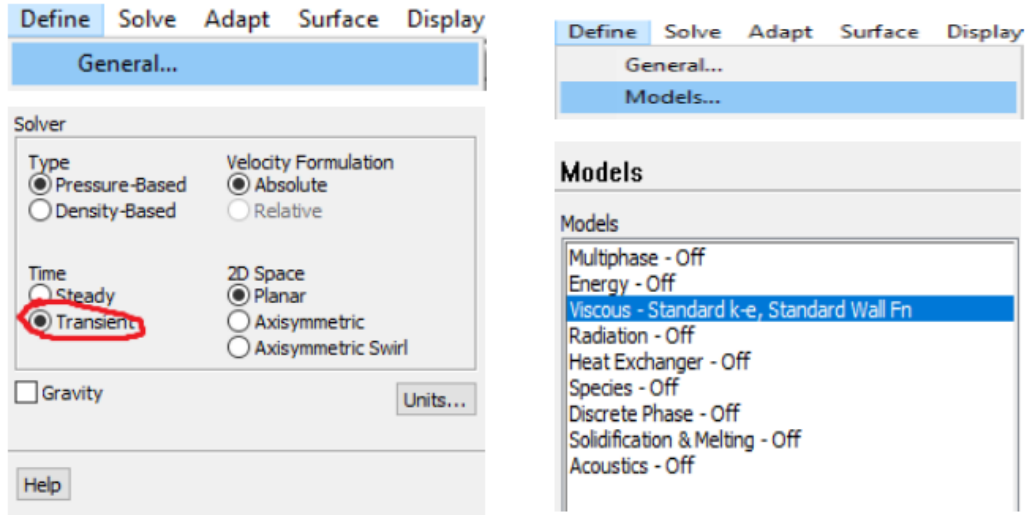 Define Solve Adapt Surface Display
General...
Solver
Type Velocity Formulation
Pressure-Based Absolute
Density-Based Relative
Time 2D Space
Steady Planar
Transient Axisymmetric
Axisymmetric Swirl
Gravity Units...
Help
Define Solve Adapt Surface Display
General...
Models...
Models
Models
Multiphase - Off
Energy - Off
Viscous - Standard k-e, Standard Wall Fn
Radiation - Off
Heat Exchanger - Off
Species - Off
Discrete Phase - Off
Solidification & Melting - Off
Acoustics - Off